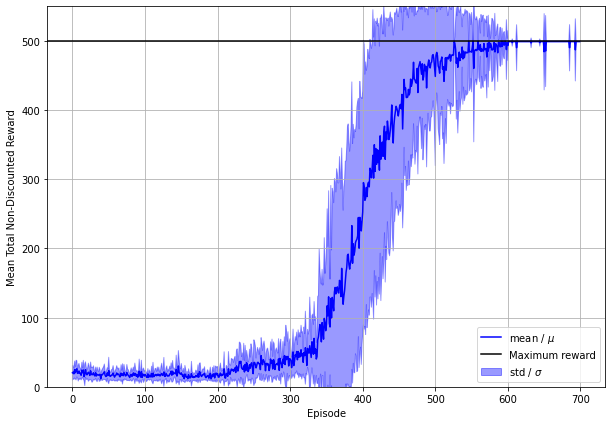 500
400
300
200
100
0
Mean Total Non-Discounted Reward
0 100 200 300 400 500 600 700
Episode
mean / μ
Maximum reward
std / σ